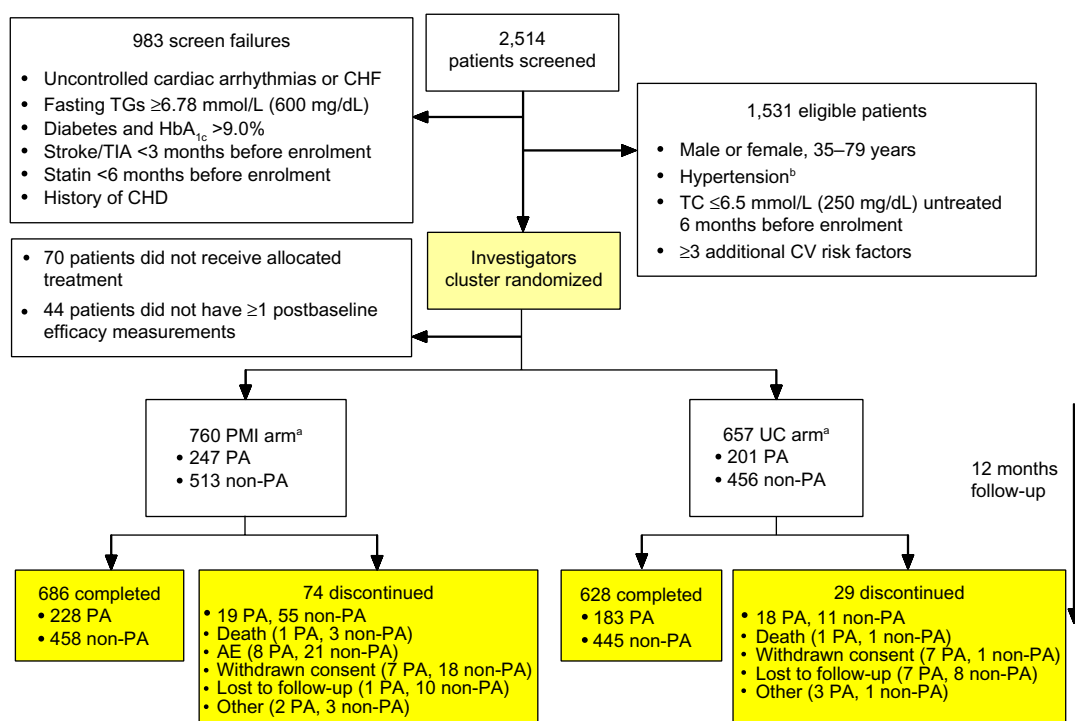 983 screen failures
• Uncontrolled cardiac arrhythmias or CHF
• Fasting TGs ≥6.78 mmol/L (600 mg/dL)
• Diabetes and HbA1c >9.0%
• Stroke/TIA <3 months before enrolment
• Statin <6 months before enrolment
• History of CHD
2,514
patients screened
1,531 eligible patients
• Male or female, 35–79 years
• Hypertensionb
• TC ≤6.5 mmol/L (250 mg/dL) untreated
6 months before enrolment
• ≥3 additional CV risk factors
Investigators
cluster randomized
• 70 patients did not receive allocated
treatment
• 44 patients did not have ≥1 postbaseline
efficacy measurements
760 PMI arma
• 247 PA
• 513 non-PA
657 UC arma
• 201 PA
• 456 non-PA
12 months
follow-up
686 completed
• 228 PA
• 458 non-PA
74 discontinued
• 19 PA, 55 non-PA
• Death (1 PA, 3 non-PA)
• AE (8 PA, 21 non-PA)
• Withdrawn consent (7 PA, 18 non-PA)
• Lost to follow-up (1 PA, 10 non-PA)
• Other (2 PA, 3 non-PA)
628 completed
• 183 PA
• 445 non-PA
29 discontinued
• 18 PA, 11 non-PA
• Death (1 PA, 1 non-PA)
• Withdrawn consent (7 PA, 1 non-PA)
• Lost to follow-up (7 PA, 8 non-PA)
• Other (3 PA, 1 non-PA)